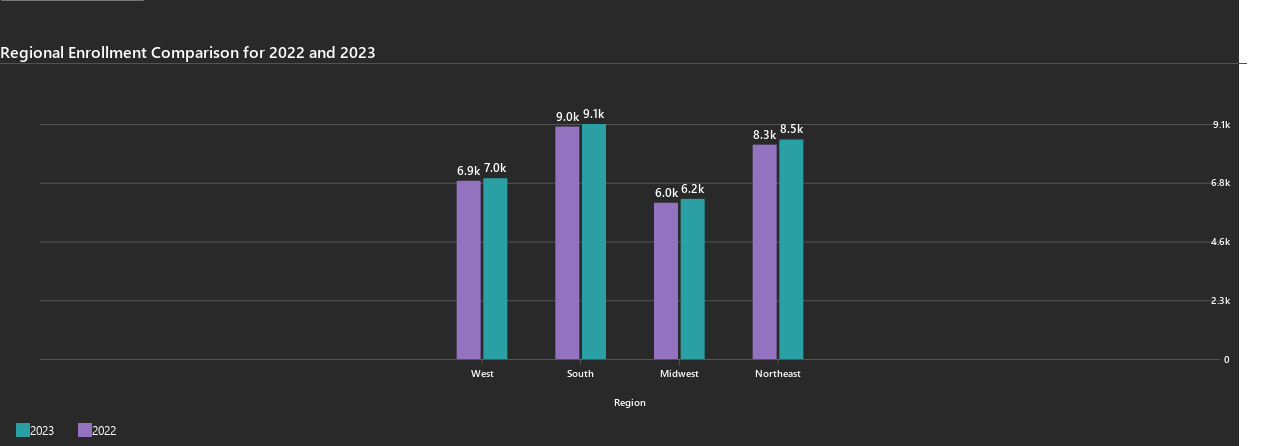 Regional Enrollment Comparison for 2022 and 2023
9.0k 9.1k
9.1k
8.3k 8.5k
6.9k 7.0k
6.8k
6.0k 6.2k
4.6k
2.3k
0
West South Midwest Northeast
Region
2023 2022